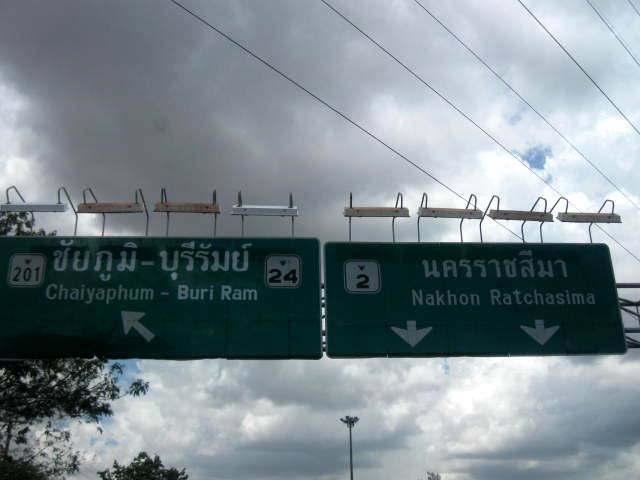 201 ชัยภูมิ-บุรีรัมย์ 24
Chaiyaphum - Buri Ram
2 นครราชสีมา
Nakhon Ratchasima